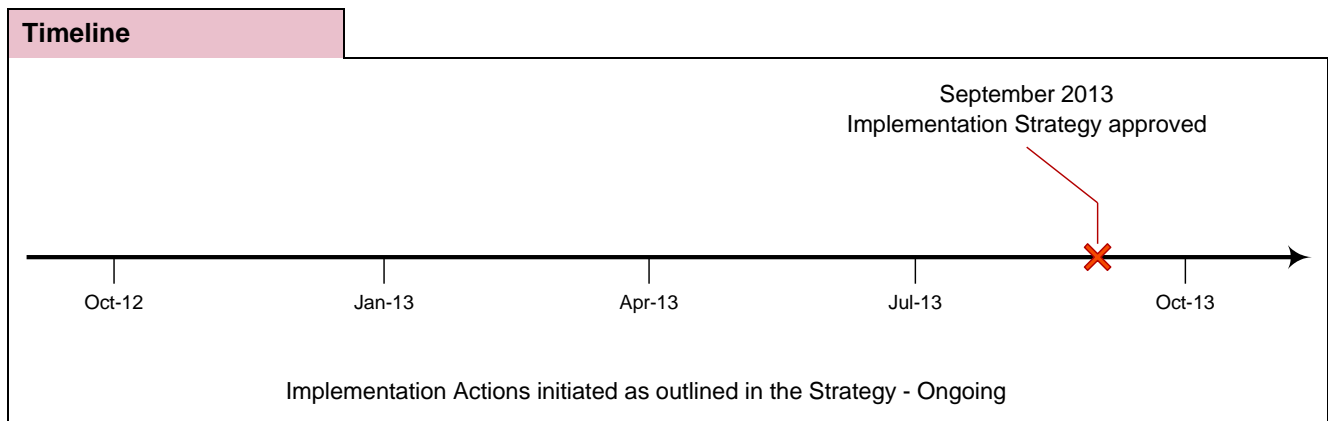 Timeline
September 2013
Implementation Strategy approved
Oct-12
Jan-13
Apr-13
Jul-13
Oct-13
Implementation Actions initiated as outlined in the Strategy - Ongoing